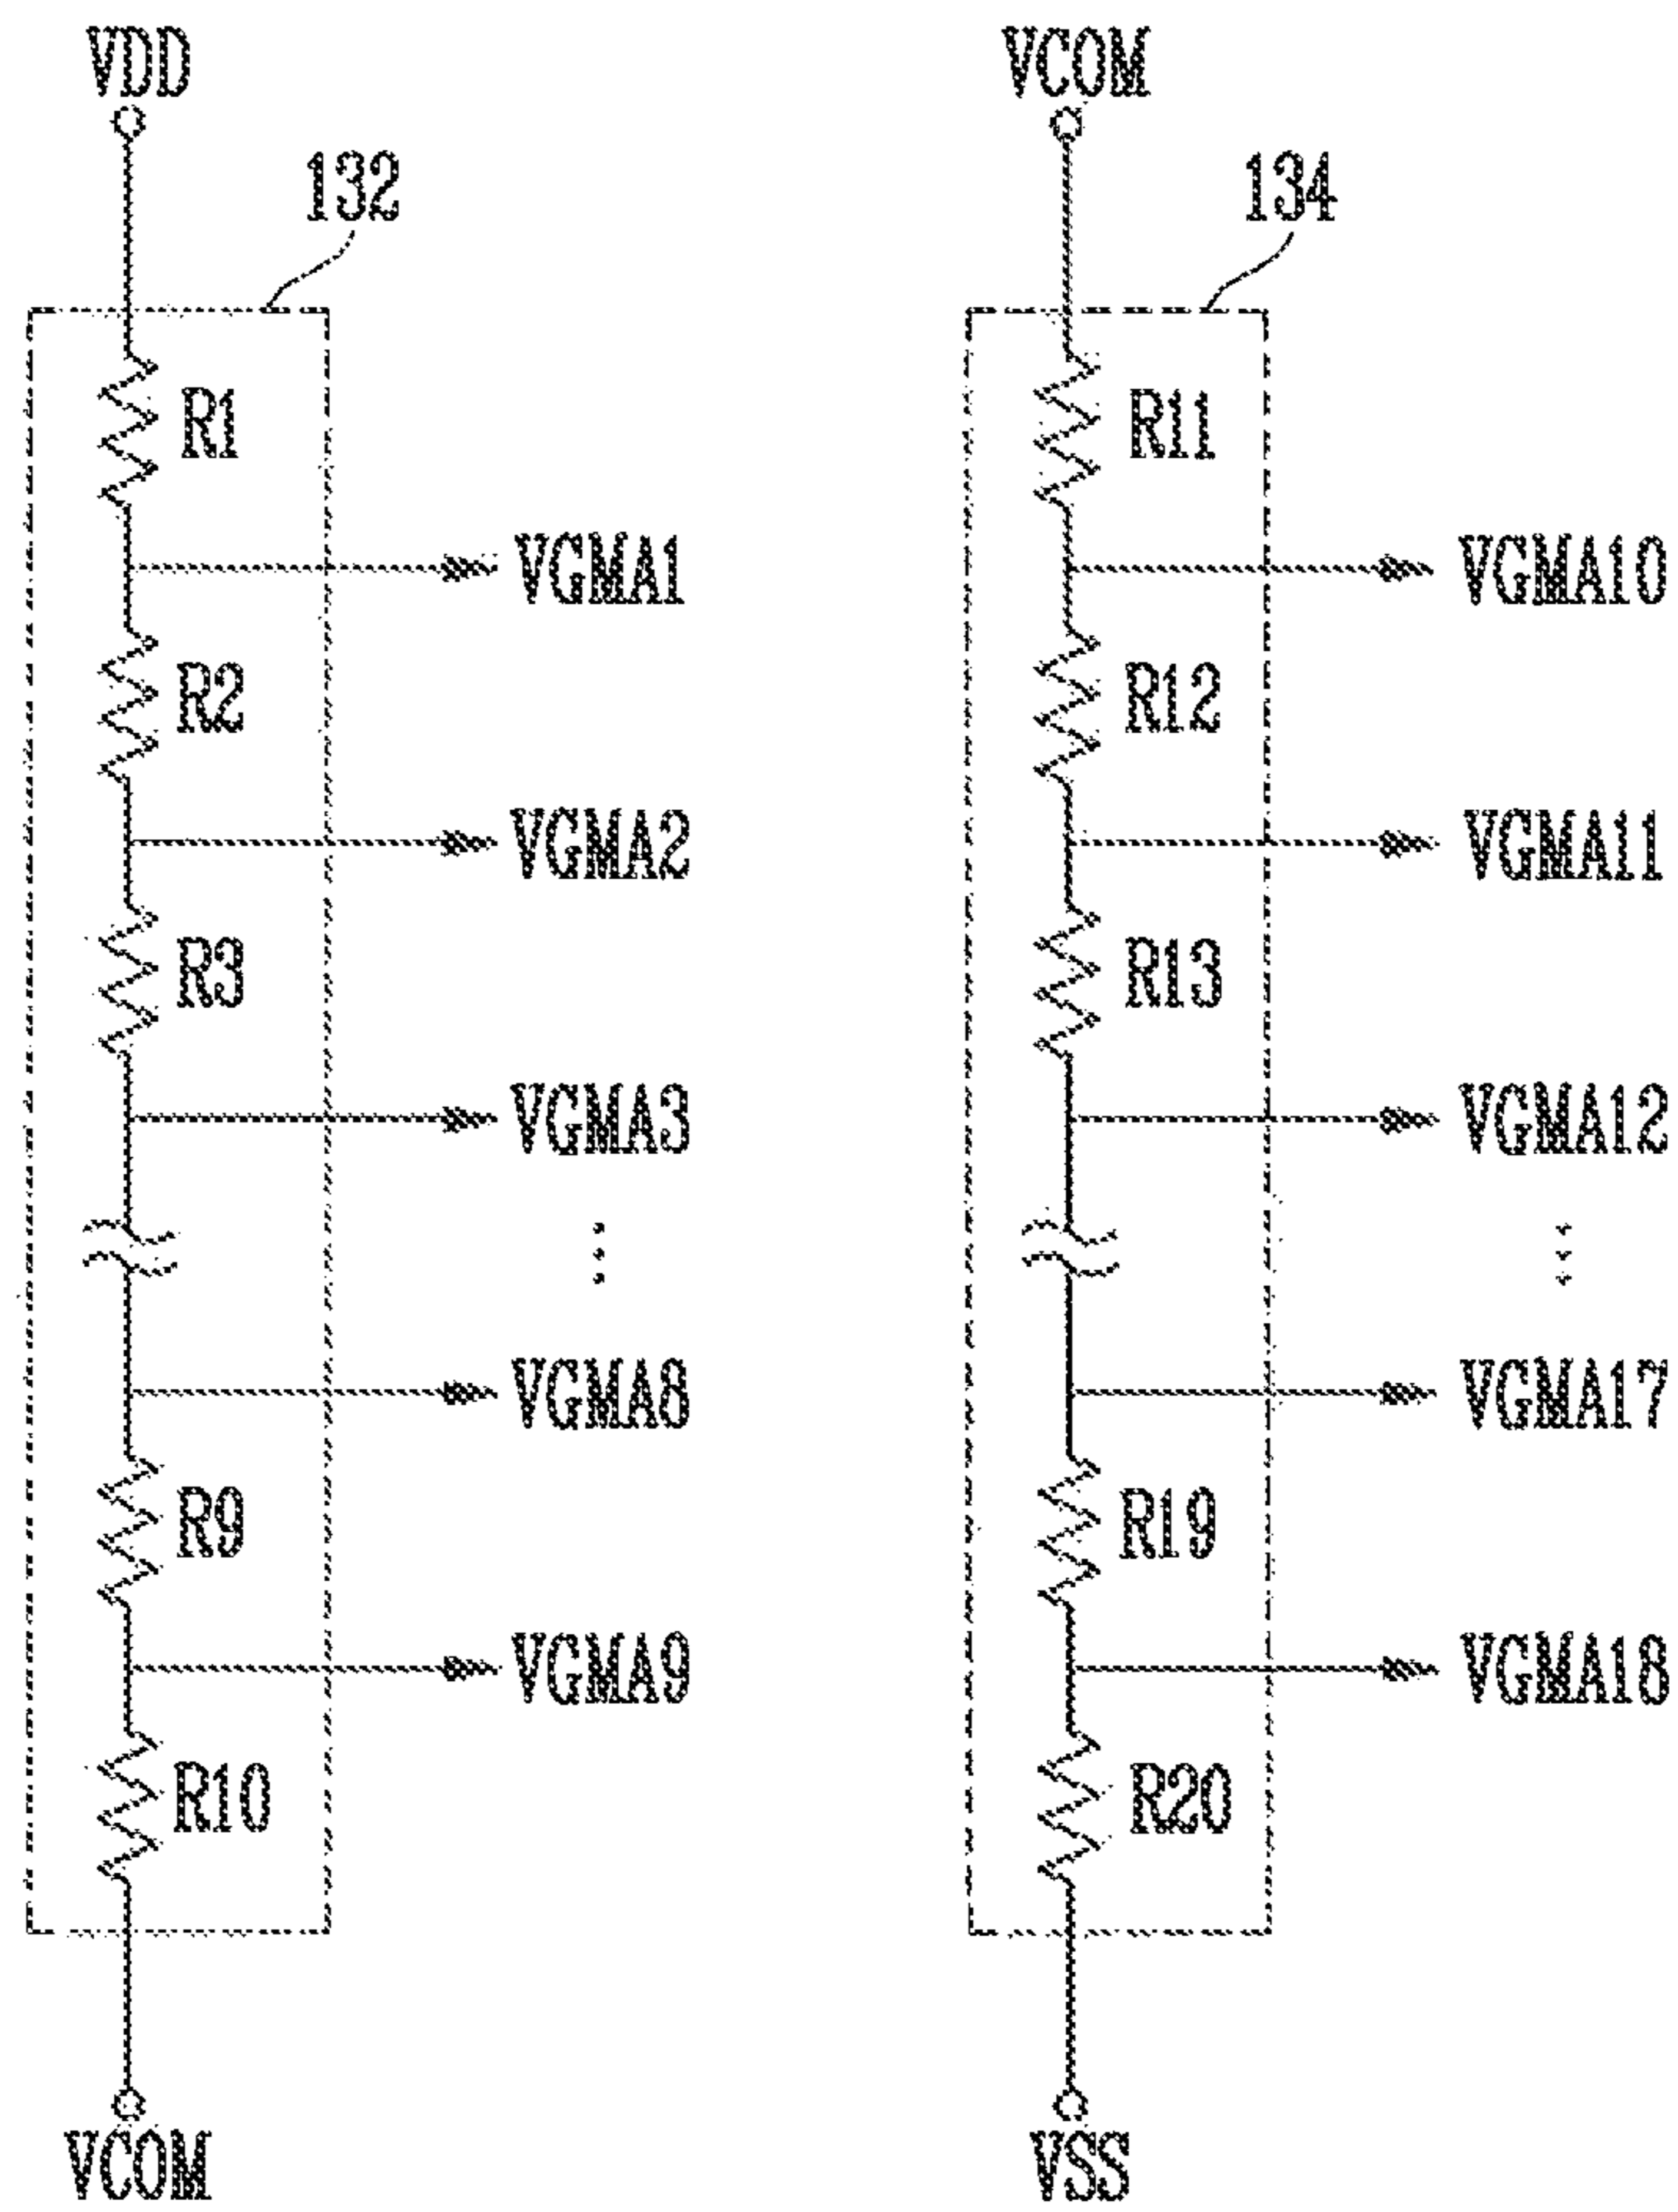 VDD
132
R1
VGMA1
R2
VGMA2
R3
VGMA3
VGMA8
R9
VGMA9
R10
VCOM
VCOM
134
R11
VGMA10
R12
VGMA11
R13
VGMA12
VGMA17
R19
VGMA18
R20
VSS